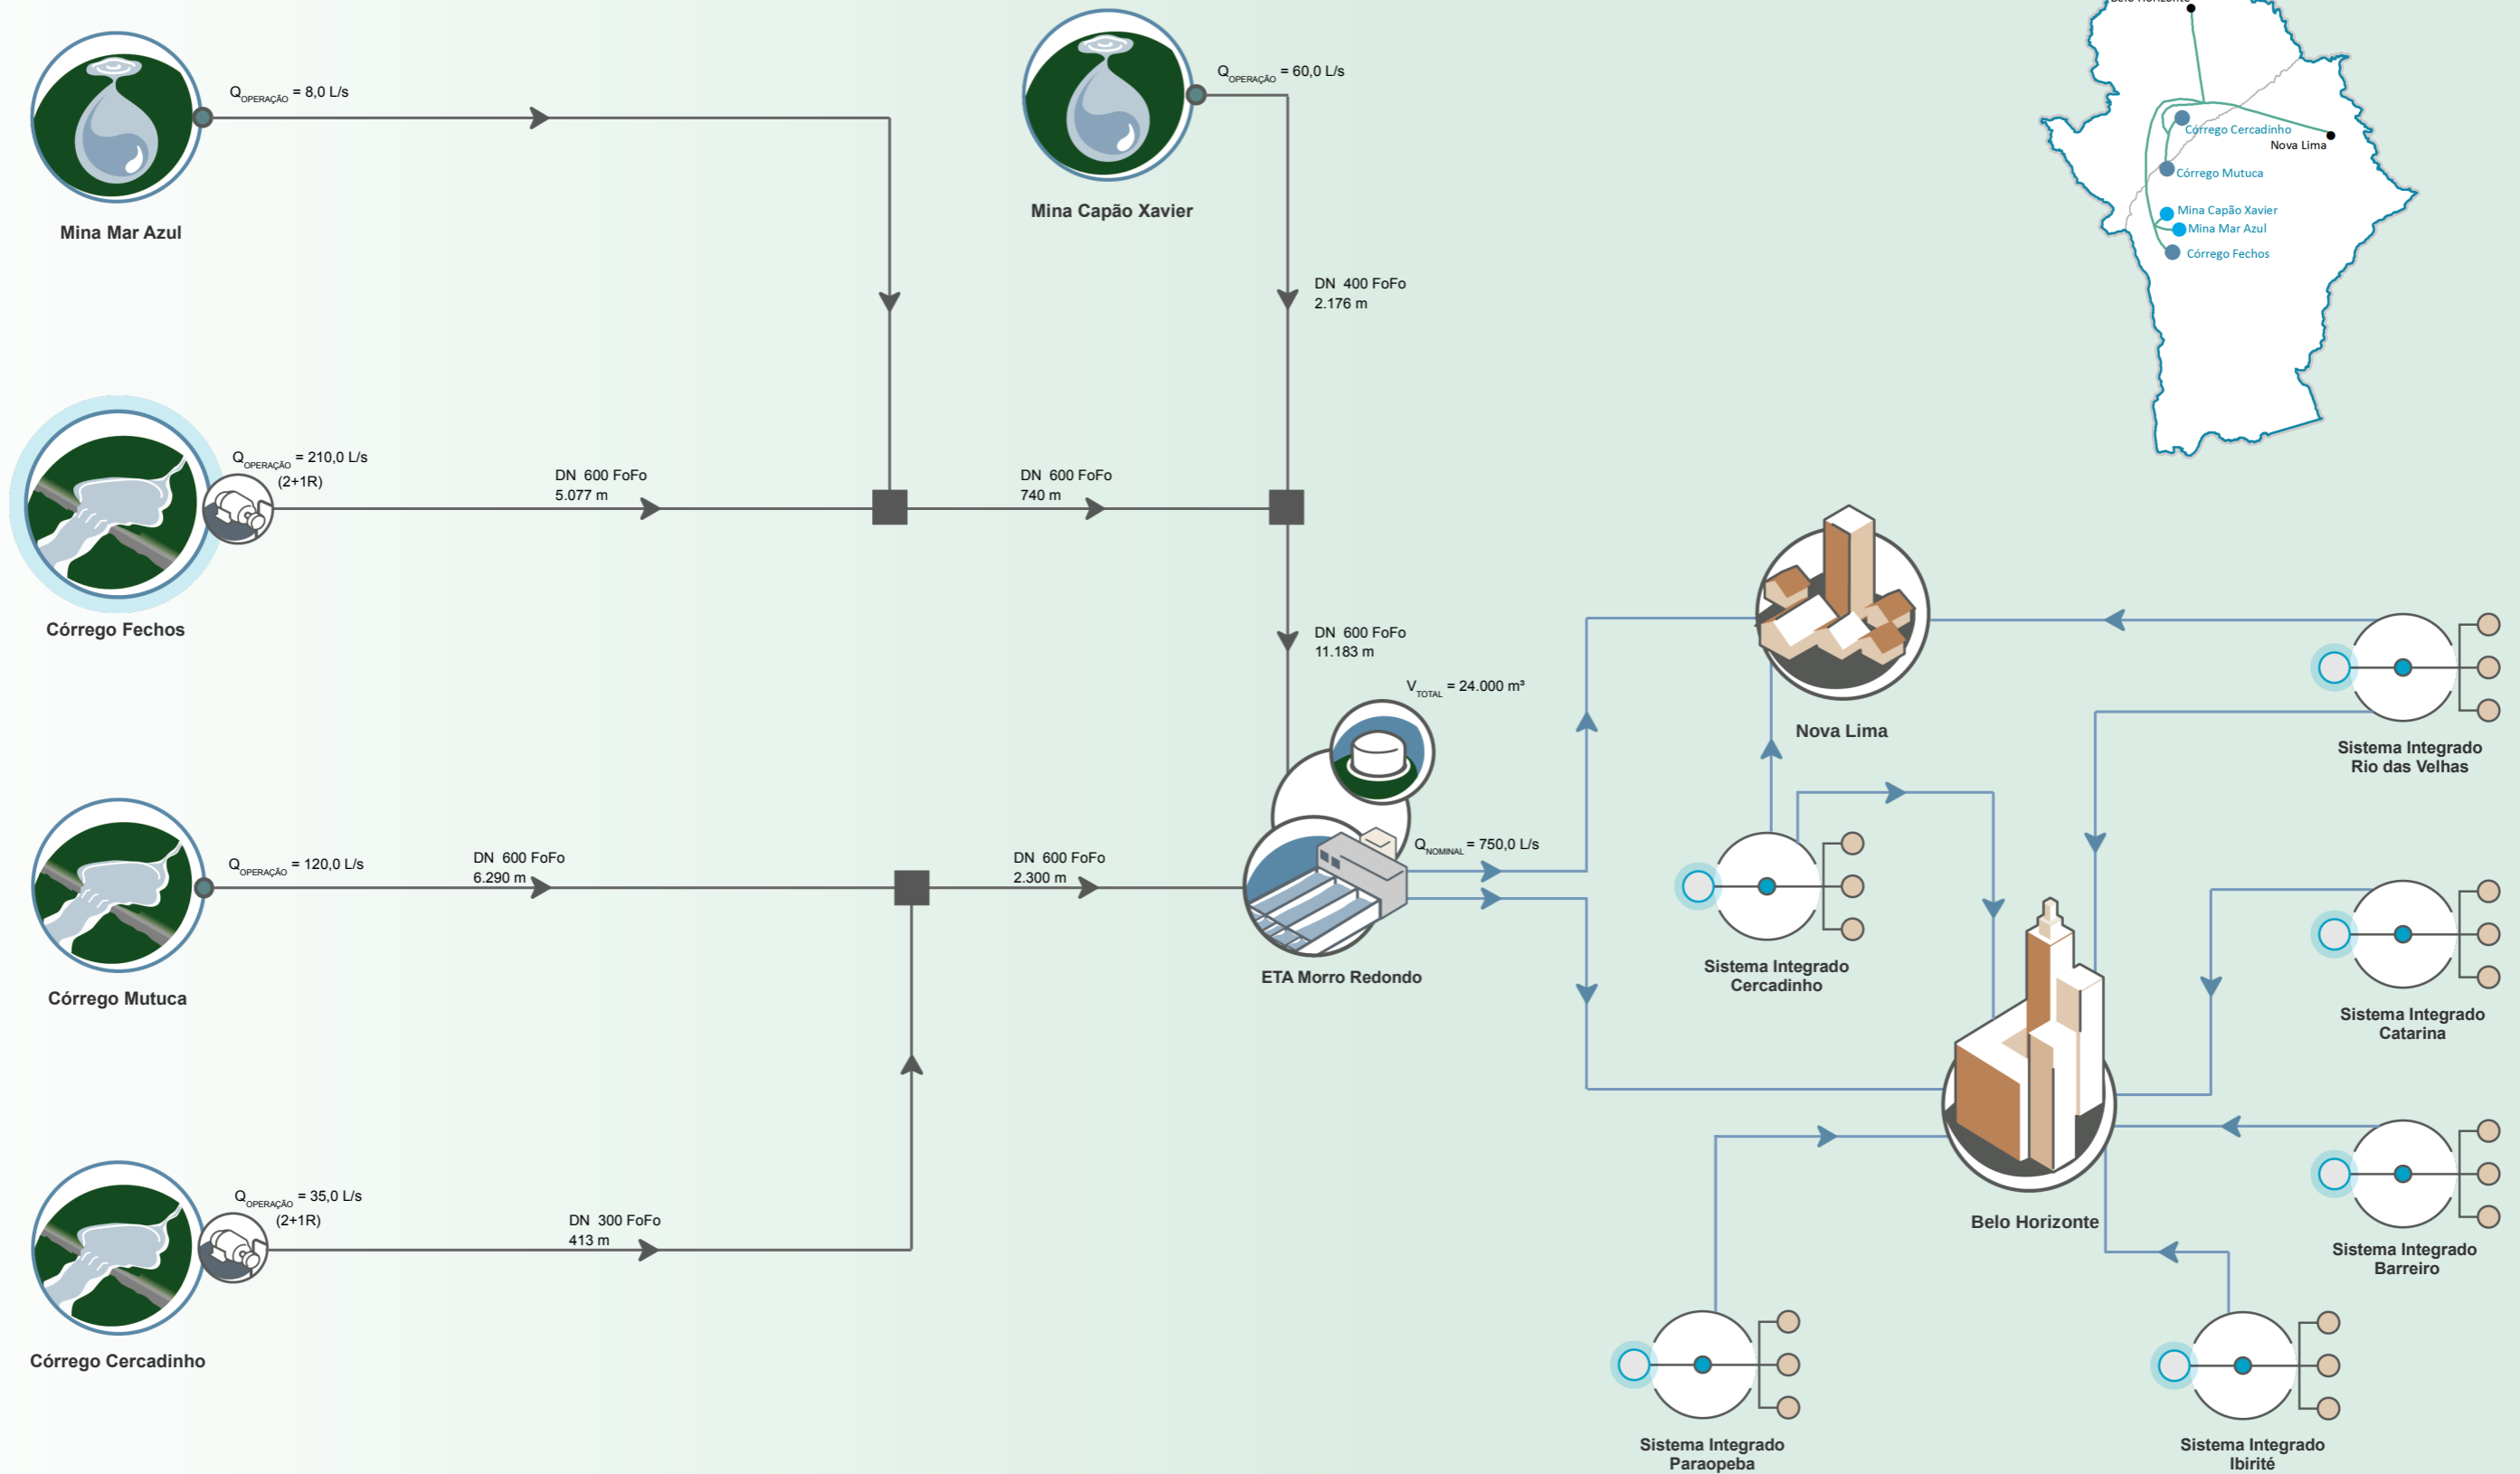 Belo Horizonte
Córrego Cercadinho
Nova Lima
Córrego Mutuca
Mina Capão Xavier
Mina Mar Azul
Córrego Fechos
Q OPERAÇÃO = 8,0 L/s
Mina Mar Azul
Q OPERAÇÃO = 60,0 L/s
Mina Capão Xavier
DN 400 FoFo
2.176 m
Q OPERAÇÃO = 210,0 L/s
(2+1R)
DN 600 FoFo
5.077 m
DN 600 FoFo
740 m
Córrego Fechos
DN 600 FoFo
11.183 m
V TOTAL = 24.000 m³
Q OPERAÇÃO = 120,0 L/s
DN 600 FoFo
6.290 m
DN 600 FoFo
2.300 m
Q NOMINAL = 750,0 L/s
Córrego Mutuca
ETA Morro Redondo
Q OPERAÇÃO = 35,0 L/s
(2+1R)
DN 300 FoFo
413 m
Córrego Cercadinho
Nova Lima
Sistema Integrado
Rio das Velhas
Sistema Integrado
Cercadinho
Sistema Integrado
Catarina
Belo Horizonte
Sistema Integrado
Barreiro
Sistema Integrado
Paraopeba
Sistema Integrado
Ibirité